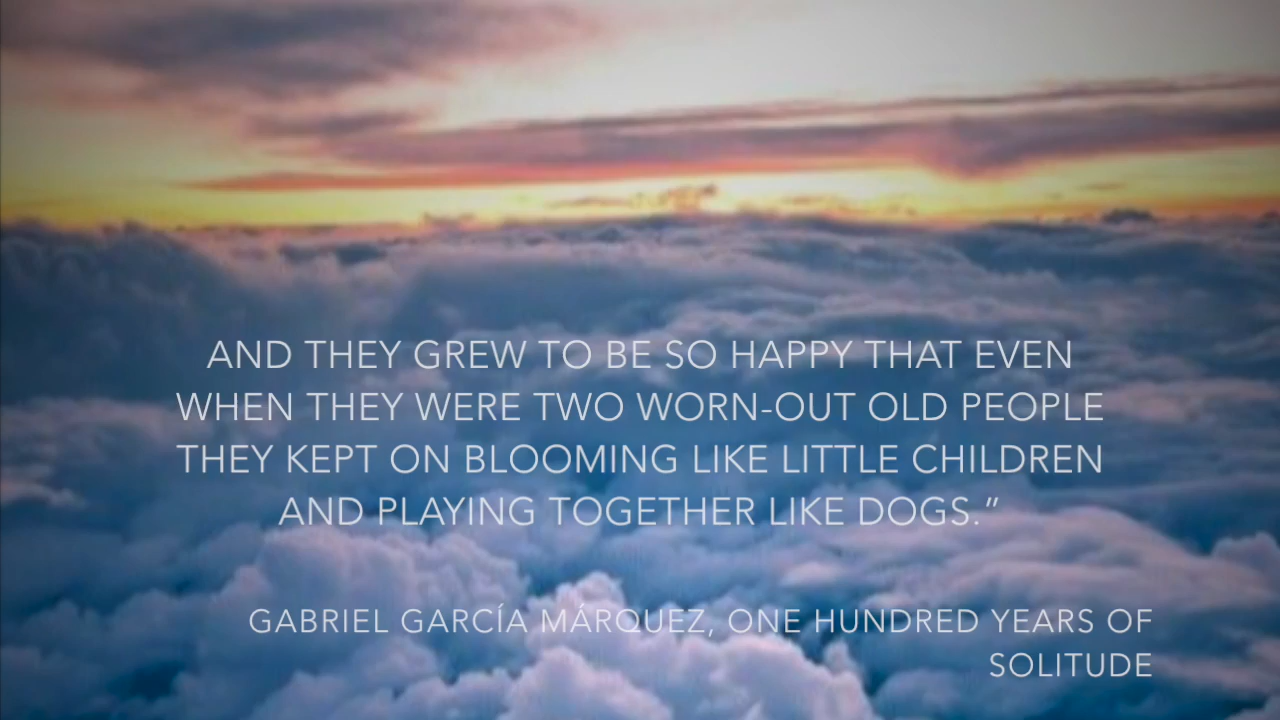 AND THEY GREW TO BE SO HAPPY THAT EVEN
WHEN THEY WERE TWO WORN-OUT OLD PEOPLE
THEY KEPT ON BLOOMING LIKE LITTLE CHILDREN
AND PLAYING TOGETHER LIKE DOGS.”
GABRIEL GARCÍA MÁRQUEZ, ONE HUNDRED YEARS OF
SOLITUDE